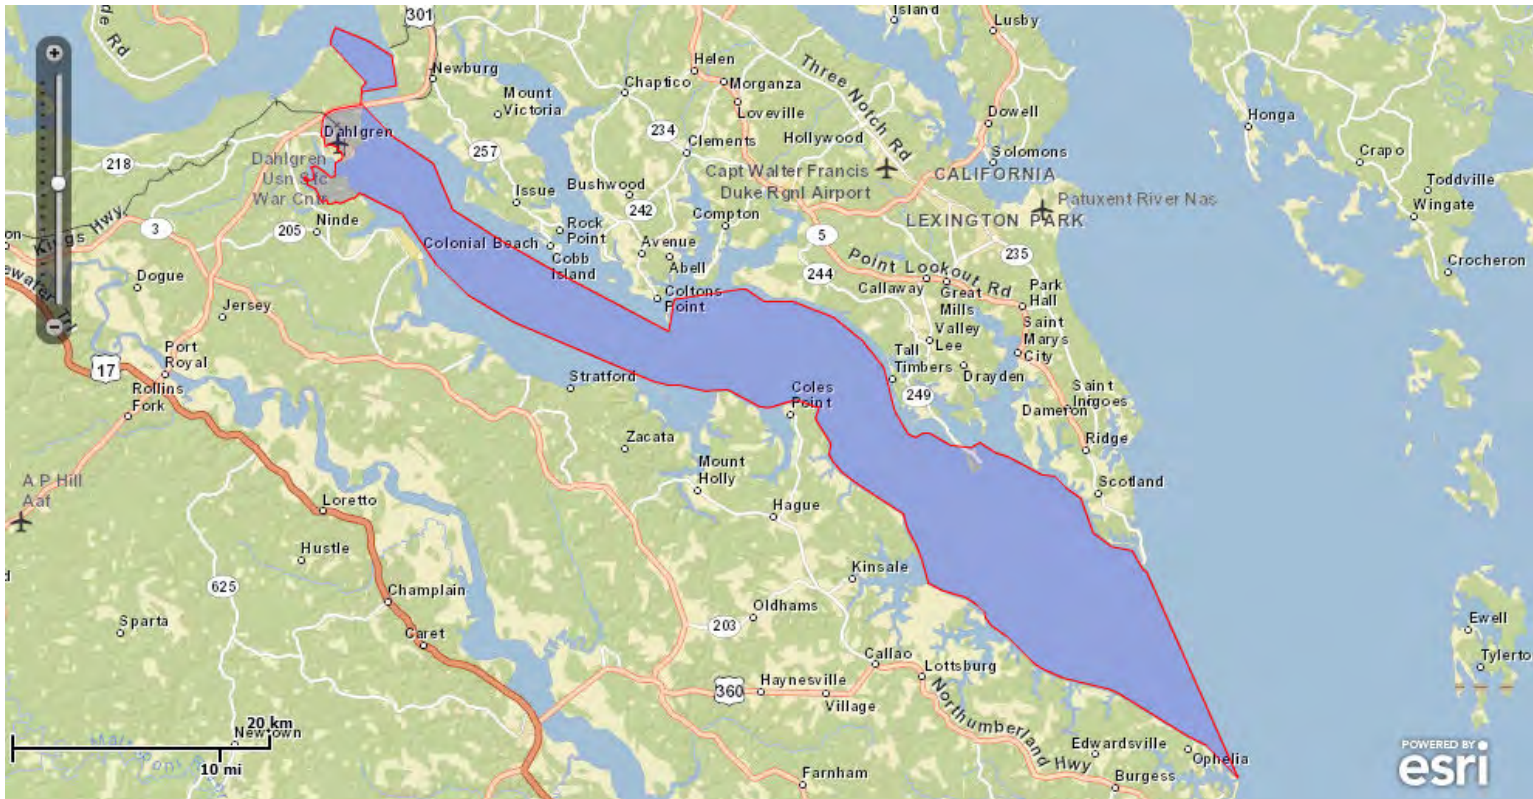 301
Island
Lusby
de Rd
Newburg
Helen
Chaptico
Morganza
Mount
Victoria
Loveville
Three Notch Rd
Dowell
Honga
Dahlgren
234
Clements
Hollywood
Solomons
Crapo
218
257
Dahlgren
Usn Sfc
War Cntr
Capt Walter Francis
Duke Rgnl Airport
CALIFORNIA
Toddville
Issue
Bushwood
Patuxent River Nas
Wingate
242
Compton
LEXINGTON PARK
3
Ninde
205
Rock
Point
Kings Hwy
on
Colonial Beach
Avenue
5
235
Cobb
Island
Abell
244
Point Lookout Rd
Crocheron
Dogue
Callaway
Great
Mills
Park
Hall
Coltons
Point
Jersey
Valley
Lee
Saint
Marys
City
Port
Royal
17
Tall
Timbers
Drayden
Rollins
Fork
Stratford
Coles
Point
249
Saint
Inigoes
Dameron
Zacata
Ridge
Mount
Holly
A P Hill
Aaf
Scotland
Loretto
Hague
Hustle
Kinsale
625
Champlain
Oldhams
Sparta
203
Caret
Ewell
Callao
Lottsburg
Tylerto
360
Haynesville
Village
Northumberland Hwy
20 km
Newtown
10 mi
Edwardsville
Ophelia
Farnham
Burgess
POWERED BY
esri